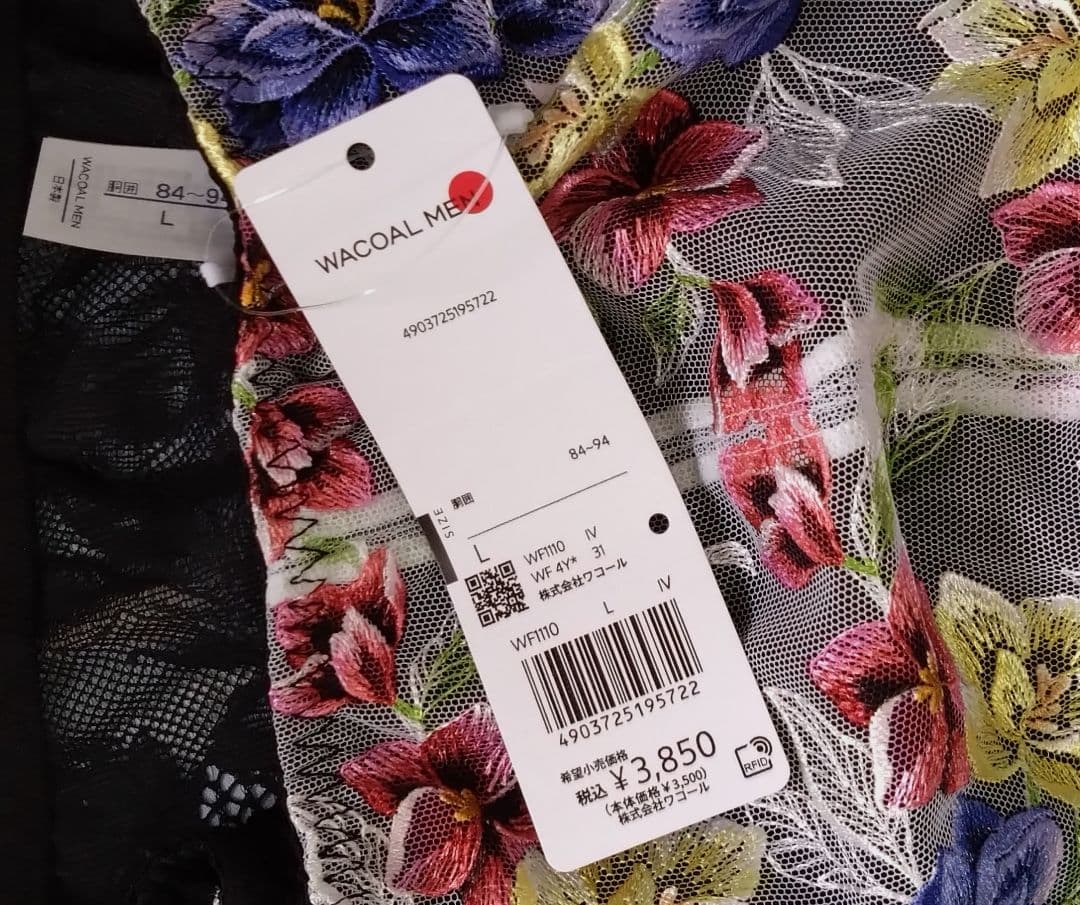 WACOAL MEN
日本製
胴囲 84~9
L
WACOAL MEN
4903725195722
84~94
胴囲
SIZE
L
WF1110 IV
WF 4Y* 31
株式会社ワコール
L IV
WF1110
4903725195722
希望小売価格
税込 ¥3,850
(本体価格¥3,500)
株式会社ワコール
RFID